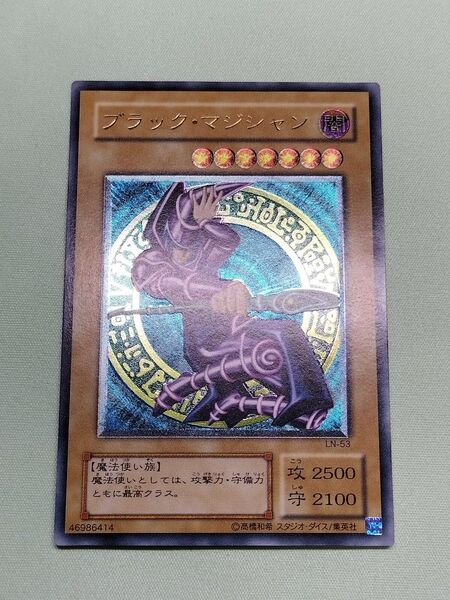 ブラック・マジシャン 闇
LN-53
【魔法使い族】
魔法使いとしては、攻撃力・守備力
ともに最高クラス。
攻 2500
守 2100
46986414
©高橋和希 スタジオ・ダイス/集英社